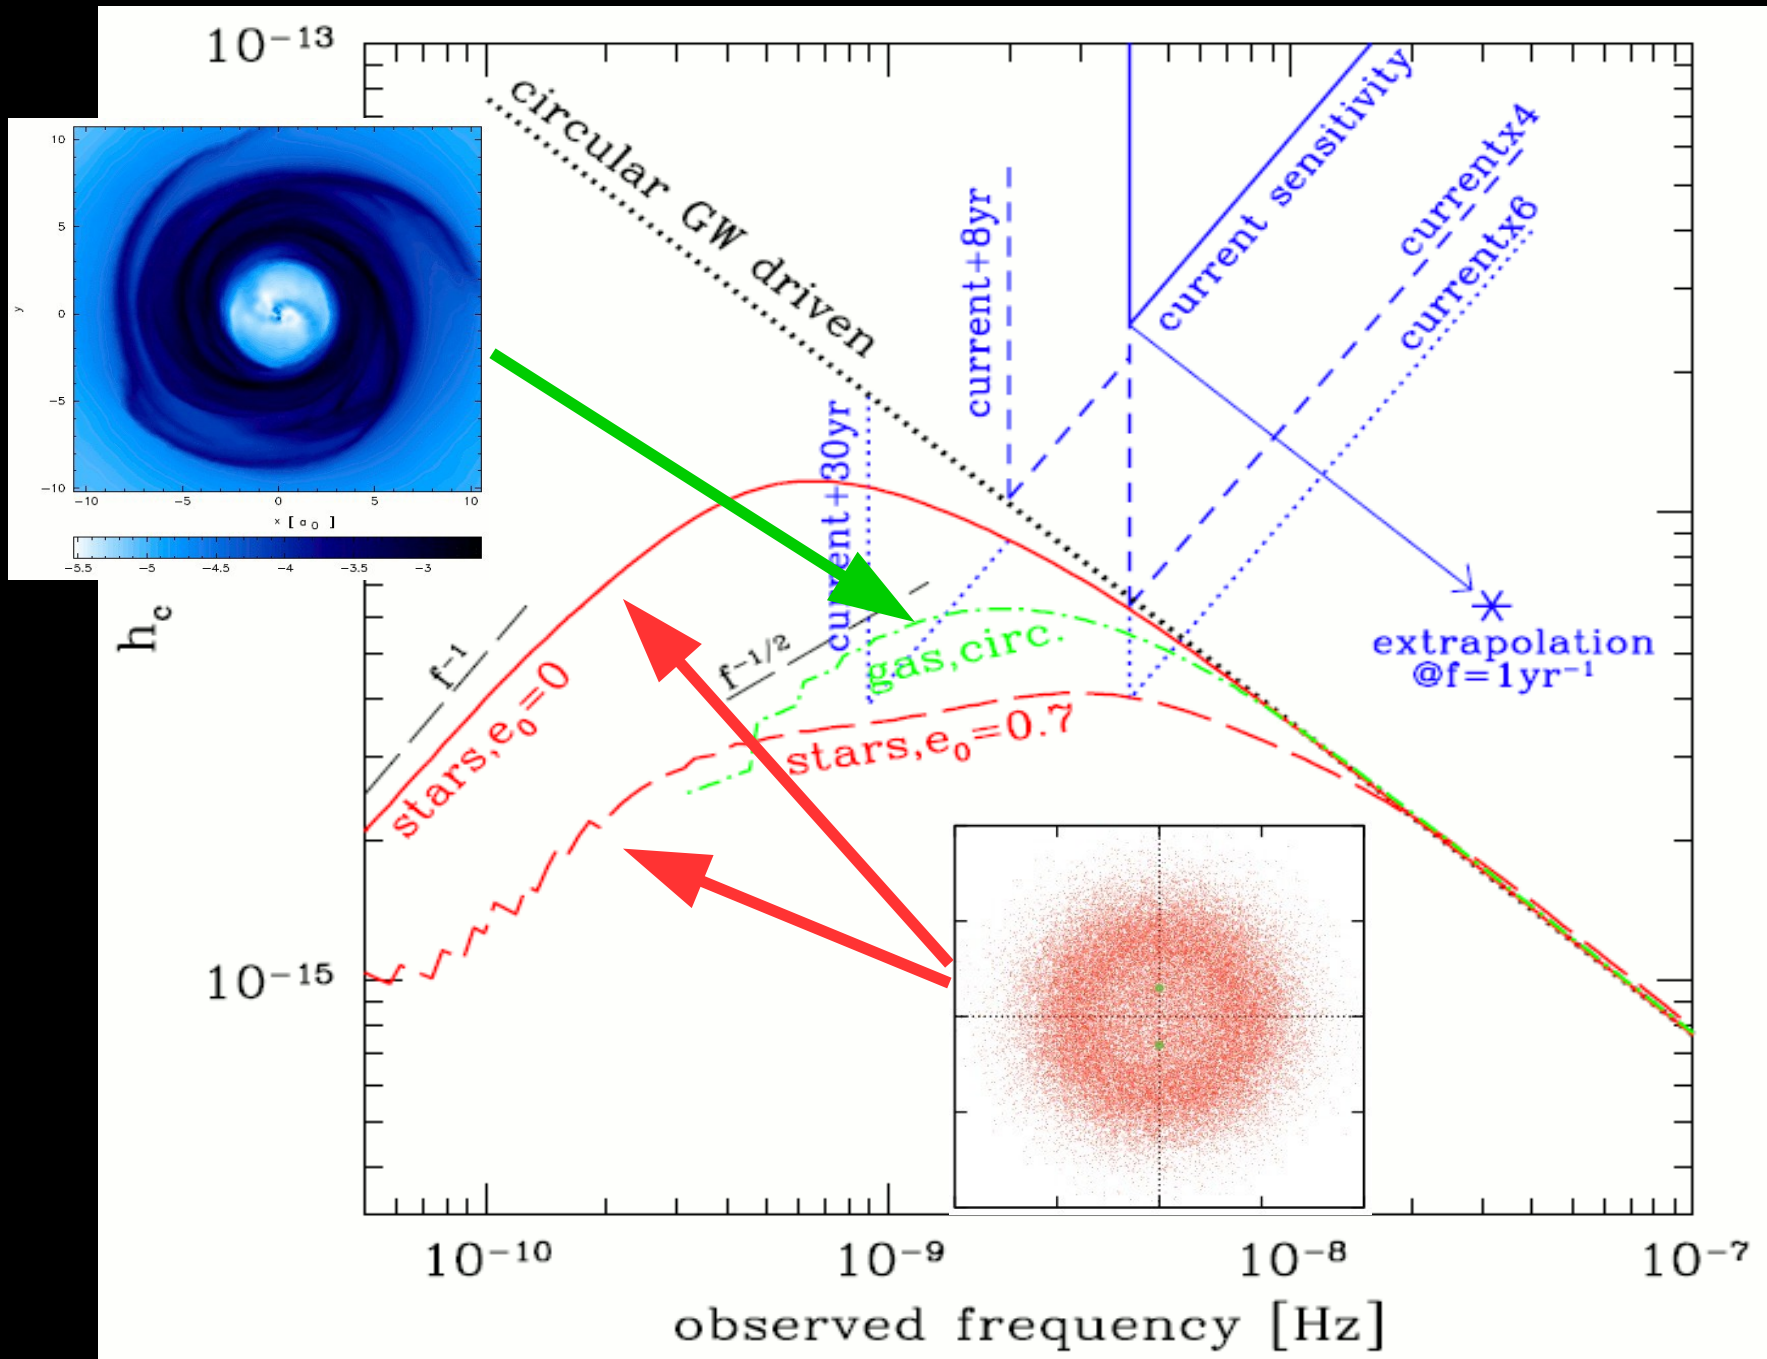 10⁻¹³
10⁻¹⁵
h_c
10⁻¹⁰
10⁻⁹
10⁻⁸
10⁻⁷
observed frequency [Hz]
circular GW driven
current+8yr
current+30yr
current sensitivity
currentx4
currentx6
extrapolation
@f=1yr⁻¹
f⁻¹
f⁻¹/²
stars,e₀=0
gas,circ.
stars,e₀=0.7
10
5
0
−5
−10
y
−10
−5
0
5
10
x [ a₀ ]
−5.5
−5
−4.5
−4
−3.5
−3